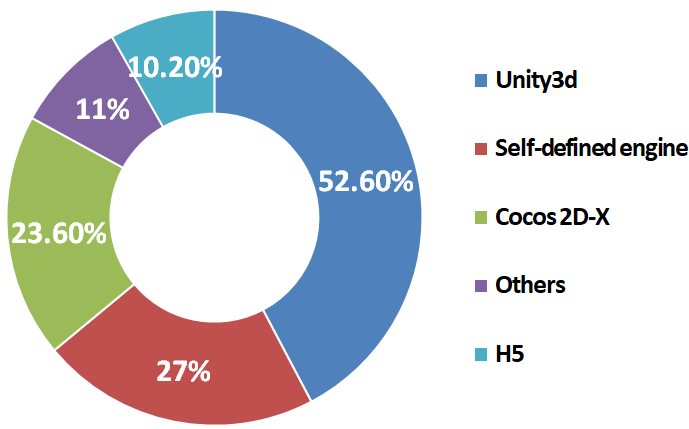 10.20%
11%
52.60%
23.60%
27%
Unity3d
Self-defined engine
Cocos 2D-X
Others
H5